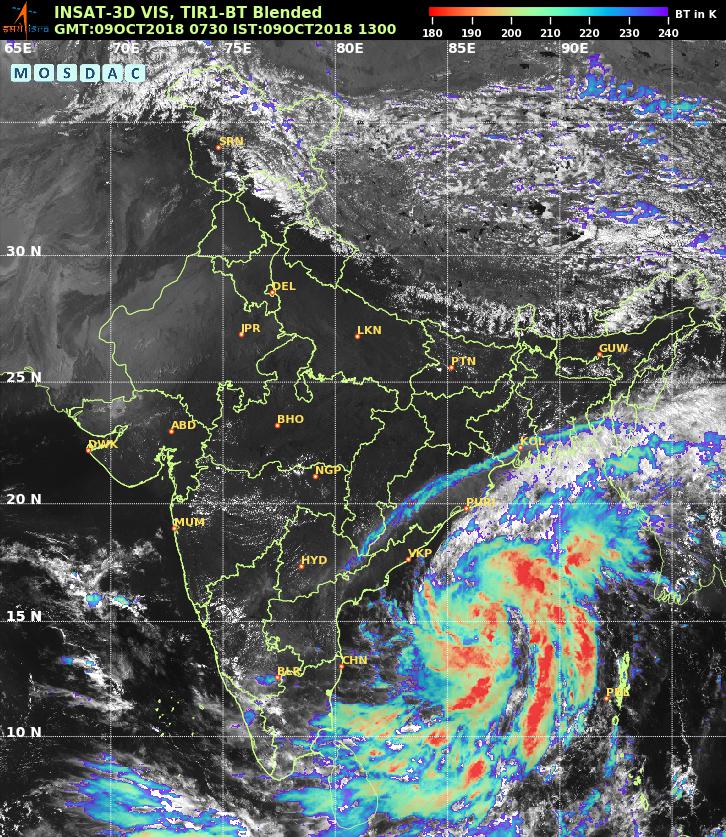 INSAT-3D VIS, TIR1-BT Blended
GMT:09OCT2018 0730 IST:09OCT2018 1300
BT in K
180 190 200 210 220 230 240
65E 70E 75E 80E 85E 90E
MOSDAC
SRN
30 N
DEL
JPR
LKN
GUW
PTN
25 N
ABD
BHO
DWK
KOL
NGP
20 N
PURI
MUM
VKP
HYD
15 N
CHN
BLR
10 N